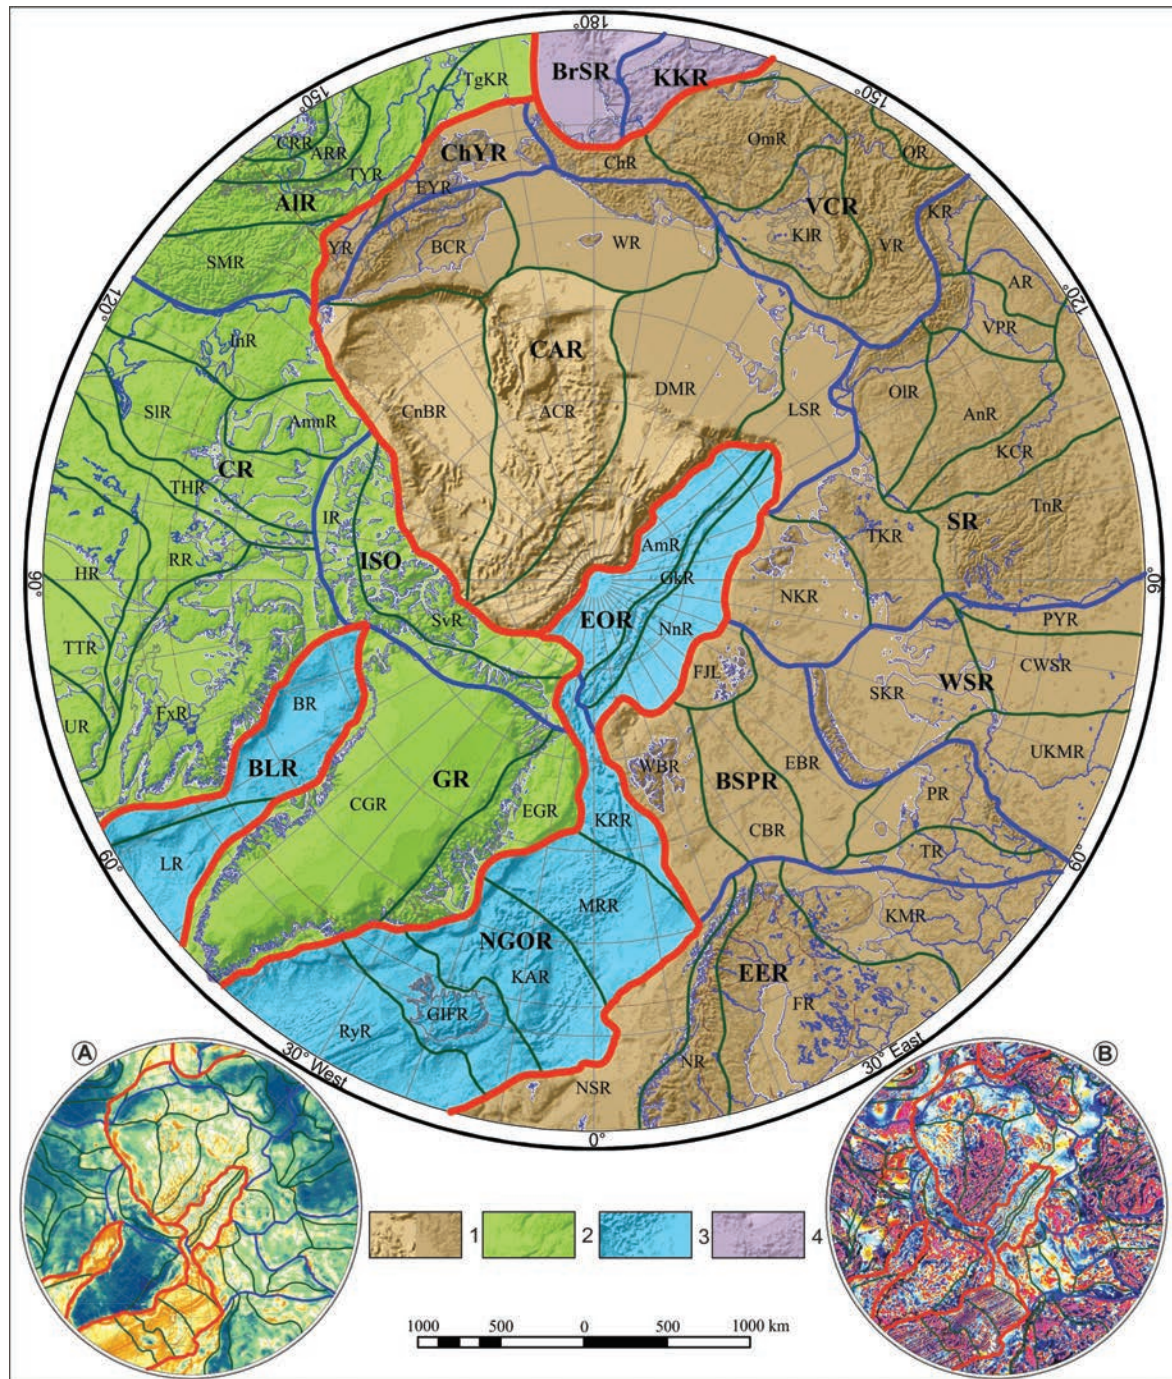 180°
BrSR
KKR
TgKR
150°
150°
CRR
ARR
OmR
OR
TYR
ChYR
ChR
EYR
AlR
VCR
KR
YR
BCR
WR
KlR
VR
SMR
AR
120°
120°
VPR
InR
CAR
DMR
SlR
CnBR
ACR
LSR
OlR
AnR
AmnR
KCR
CR
THR
IR
TnR
SR
TKR
ISO
AmR
RR
HR
GkR
90°
90°
NKR
SvR
EOR
PYR
NnR
TTR
CWSR
FJL
WSR
SKR
BR
FxR
UR
UKMR
WBR
EBR
BLR
GR
BSPR
PR
CGR
EGR
KRR
CBR
TR
60°
60°
LR
MRR
KMR
NGOR
EER
KAR
FR
GIFR
RyR
30° West
30° East
NR
NSR
0°
A
B
1
2
3
4
1000
500
0
500
1000 km